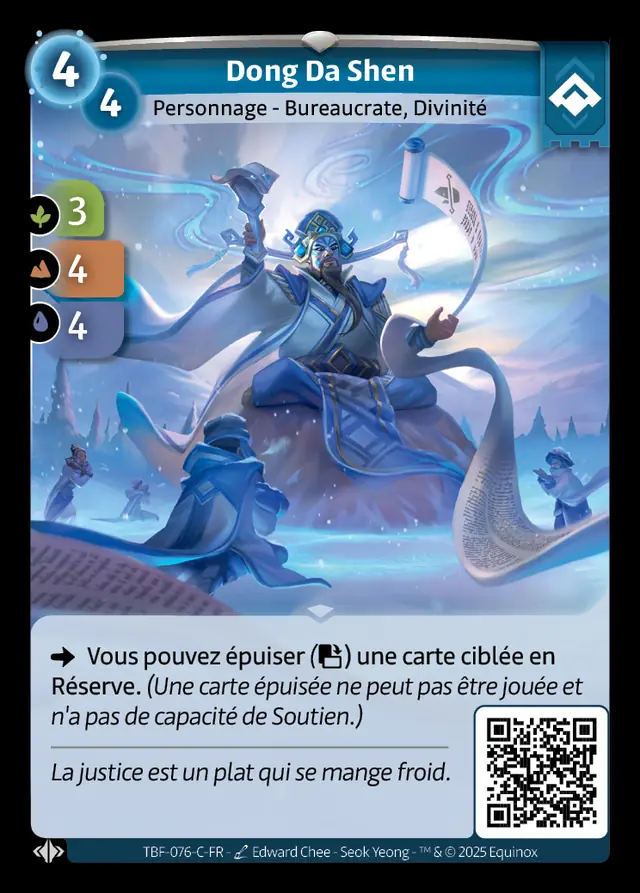 4
4
Dong Da Shen
Personnage - Bureaucrate, Divinité
3
4
4
Vous pouvez épuiser () une carte ciblée en
Réserve. (Une carte épuisée ne peut pas être jouée et
n'a pas de capacité de Soutien.)
La justice est un plat qui se mange froid.
TBF-076-C-FR - Edward Chee - Seok Yeong - ™ & © 2025 Equinox